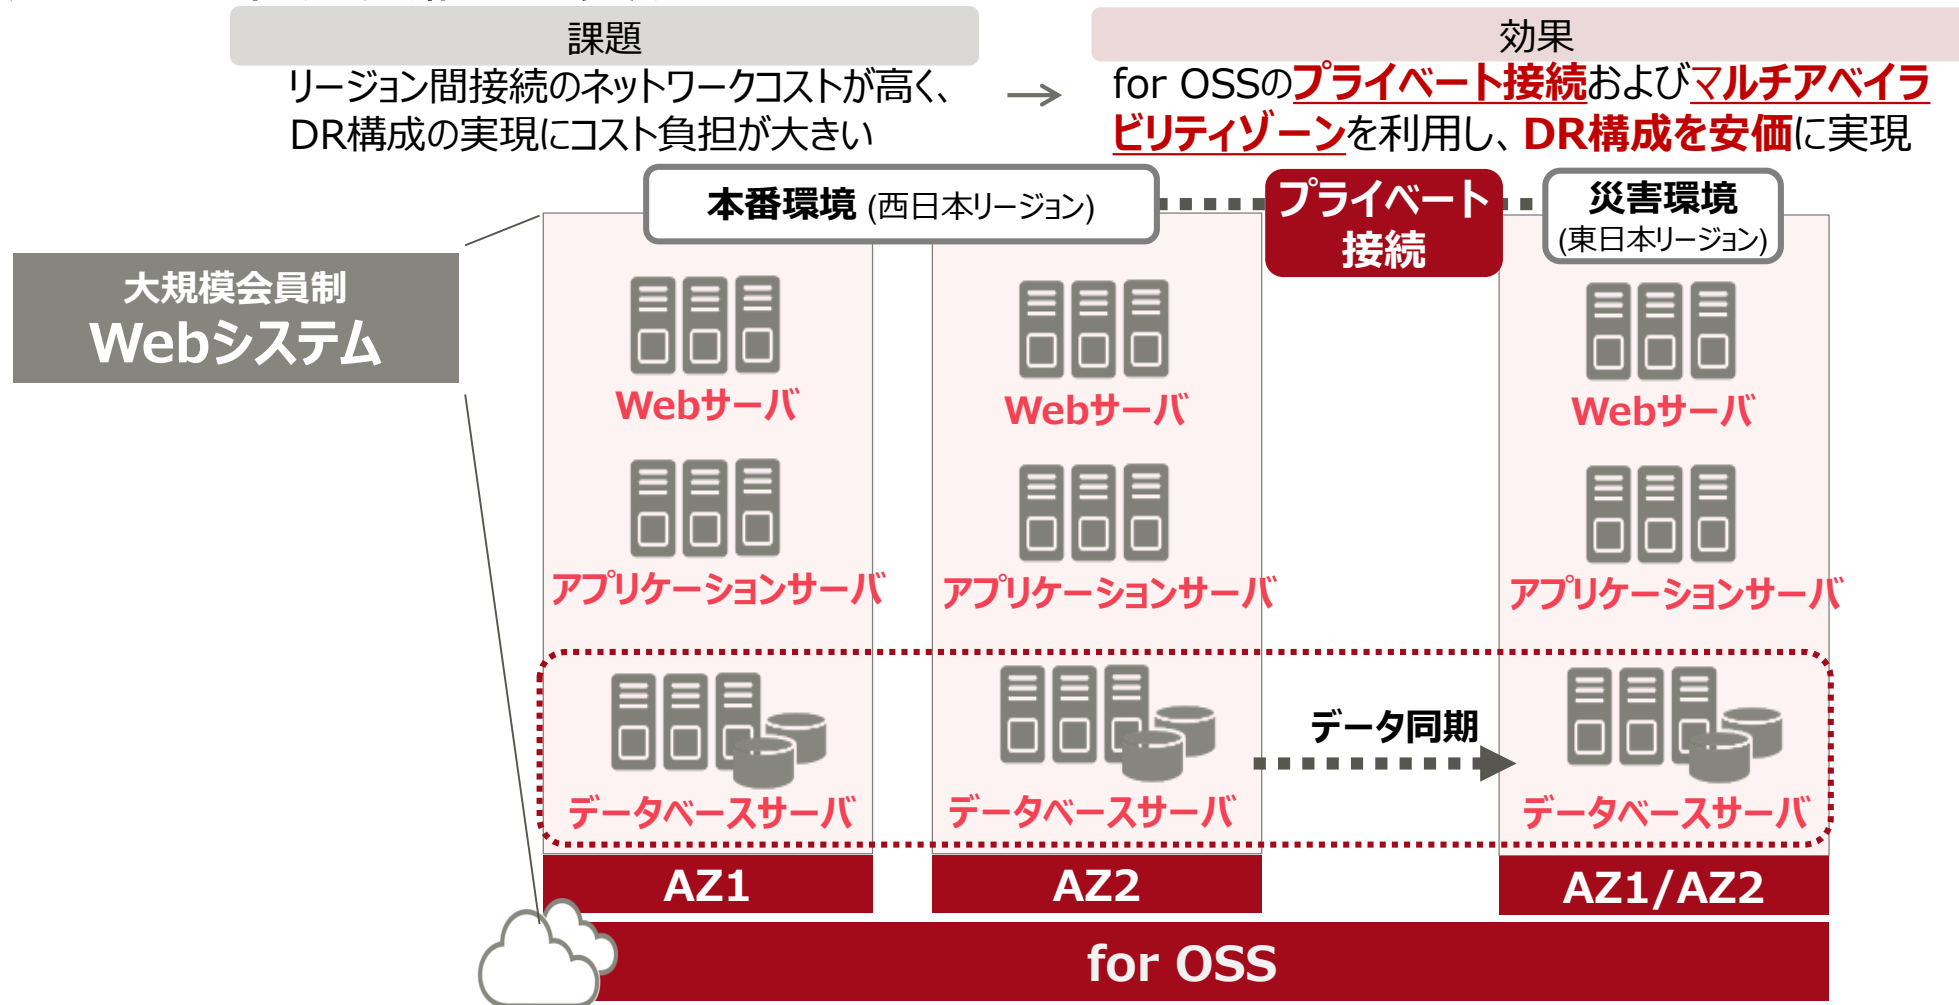 課題
リージョン間接続のネットワークコストが高く、
DR構成の実現にコスト負担が大きい
→
効果
for OSSのプライベート接続およびマルチアベイラ
ビリティゾーンを利用し、DR構成を安価に実現
本番環境 (西日本リージョン)
プライベート
接続
災害環境
(東日本リージョン)
大規模会員制
Webシステム
Webサーバ
Webサーバ
Webサーバ
アプリケーションサーバ
アプリケーションサーバ
アプリケーションサーバ
データ同期
データベースサーバ
データベースサーバ
データベースサーバ
AZ1
AZ2
AZ1/AZ2
for OSS